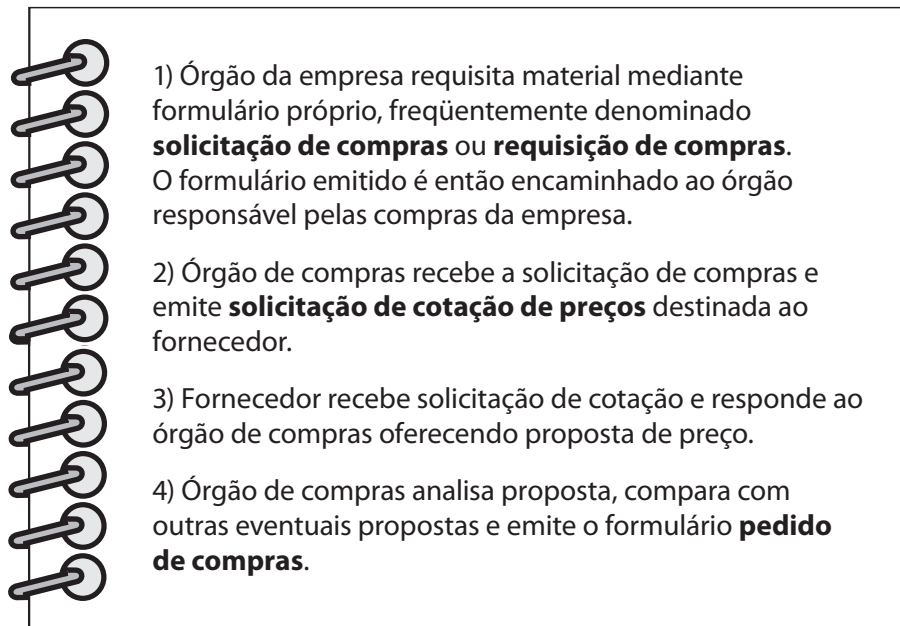 1) Órgão da empresa requisita material mediante
formulário próprio, freqüentemente denominado
solicitação de compras ou requisição de compras.
O formulário emitido é então encaminhado ao órgão
responsável pelas compras da empresa.
2) Órgão de compras recebe a solicitação de compras e
emite solicitação de cotação de preços destinada ao
fornecedor.
3) Fornecedor recebe solicitação de cotação e responde ao
órgão de compras oferecendo proposta de preço.
4) Órgão de compras analisa proposta, compara com
outras eventuais propostas e emite o formulário pedido
de compras.